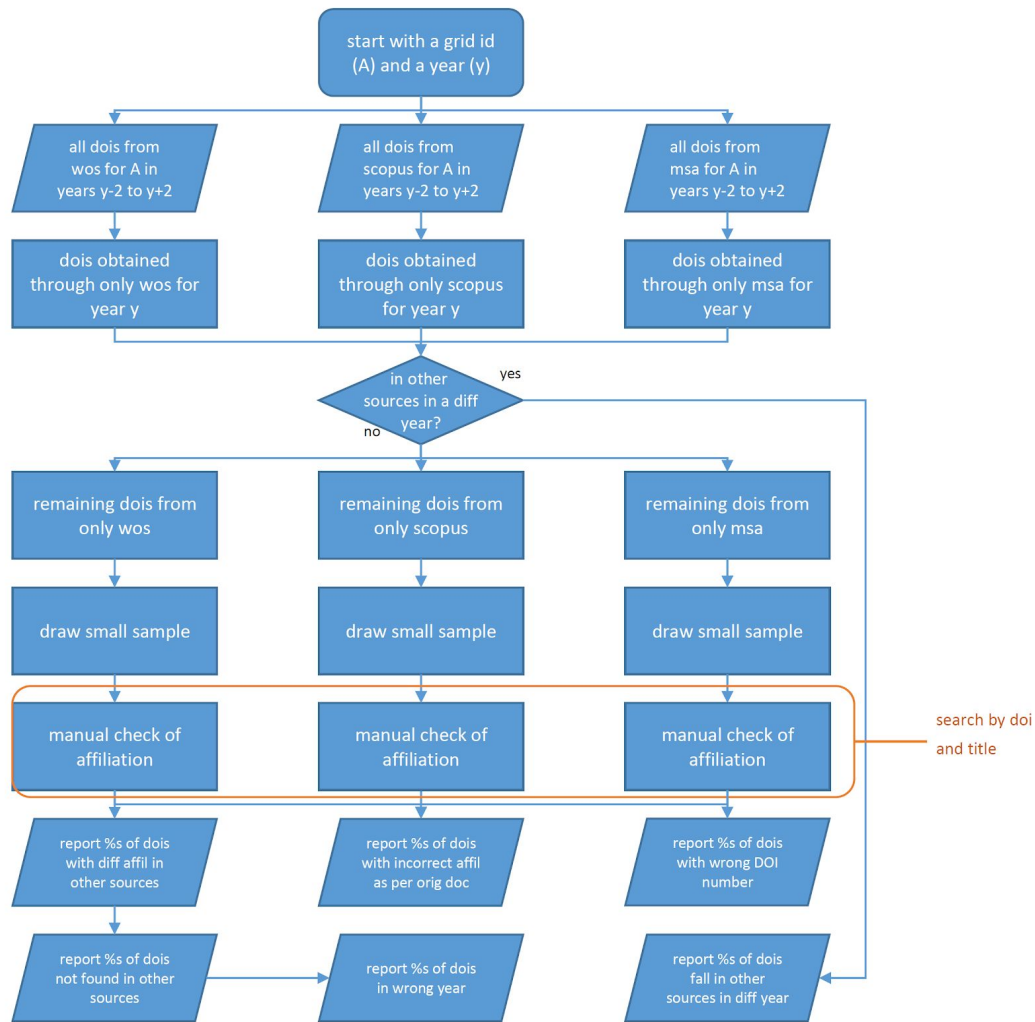 start with a grid id
(A) and a year (y)
all dois from
wos for A in
years y-2 to y+2
all dois from
scopus for A in
years y-2 to y+2
all dois from
msa for A in
years y-2 to y+2
dois obtained
through only wos for
year y
dois obtained
through only scopus
for year y
dois obtained
through only msa for
year y
in other
sources in a diff
year?
yes
no
remaining dois from
only wos
remaining dois from
only scopus
remaining dois from
only msa
draw small sample
draw small sample
draw small sample
manual check of
affiliation
manual check of
affiliation
manual check of
affiliation
search by doi
and title
report %s of dois
with diff affil in
other sources
report %s of dois
with incorrect affil
as per orig doc
report %s of dois
with wrong DOI
number
report %s of dois
not found in other
sources
report %s of dois
in wrong year
report %s of dois
fall in other
sources in diff year